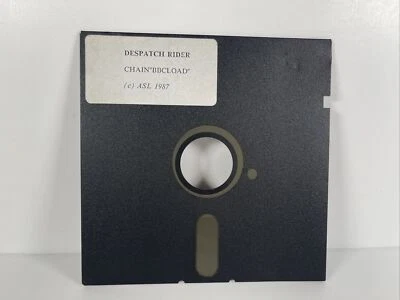 DESPATCH RIDER
CHAIN"BBCLOAD"
(c) ASL 1987